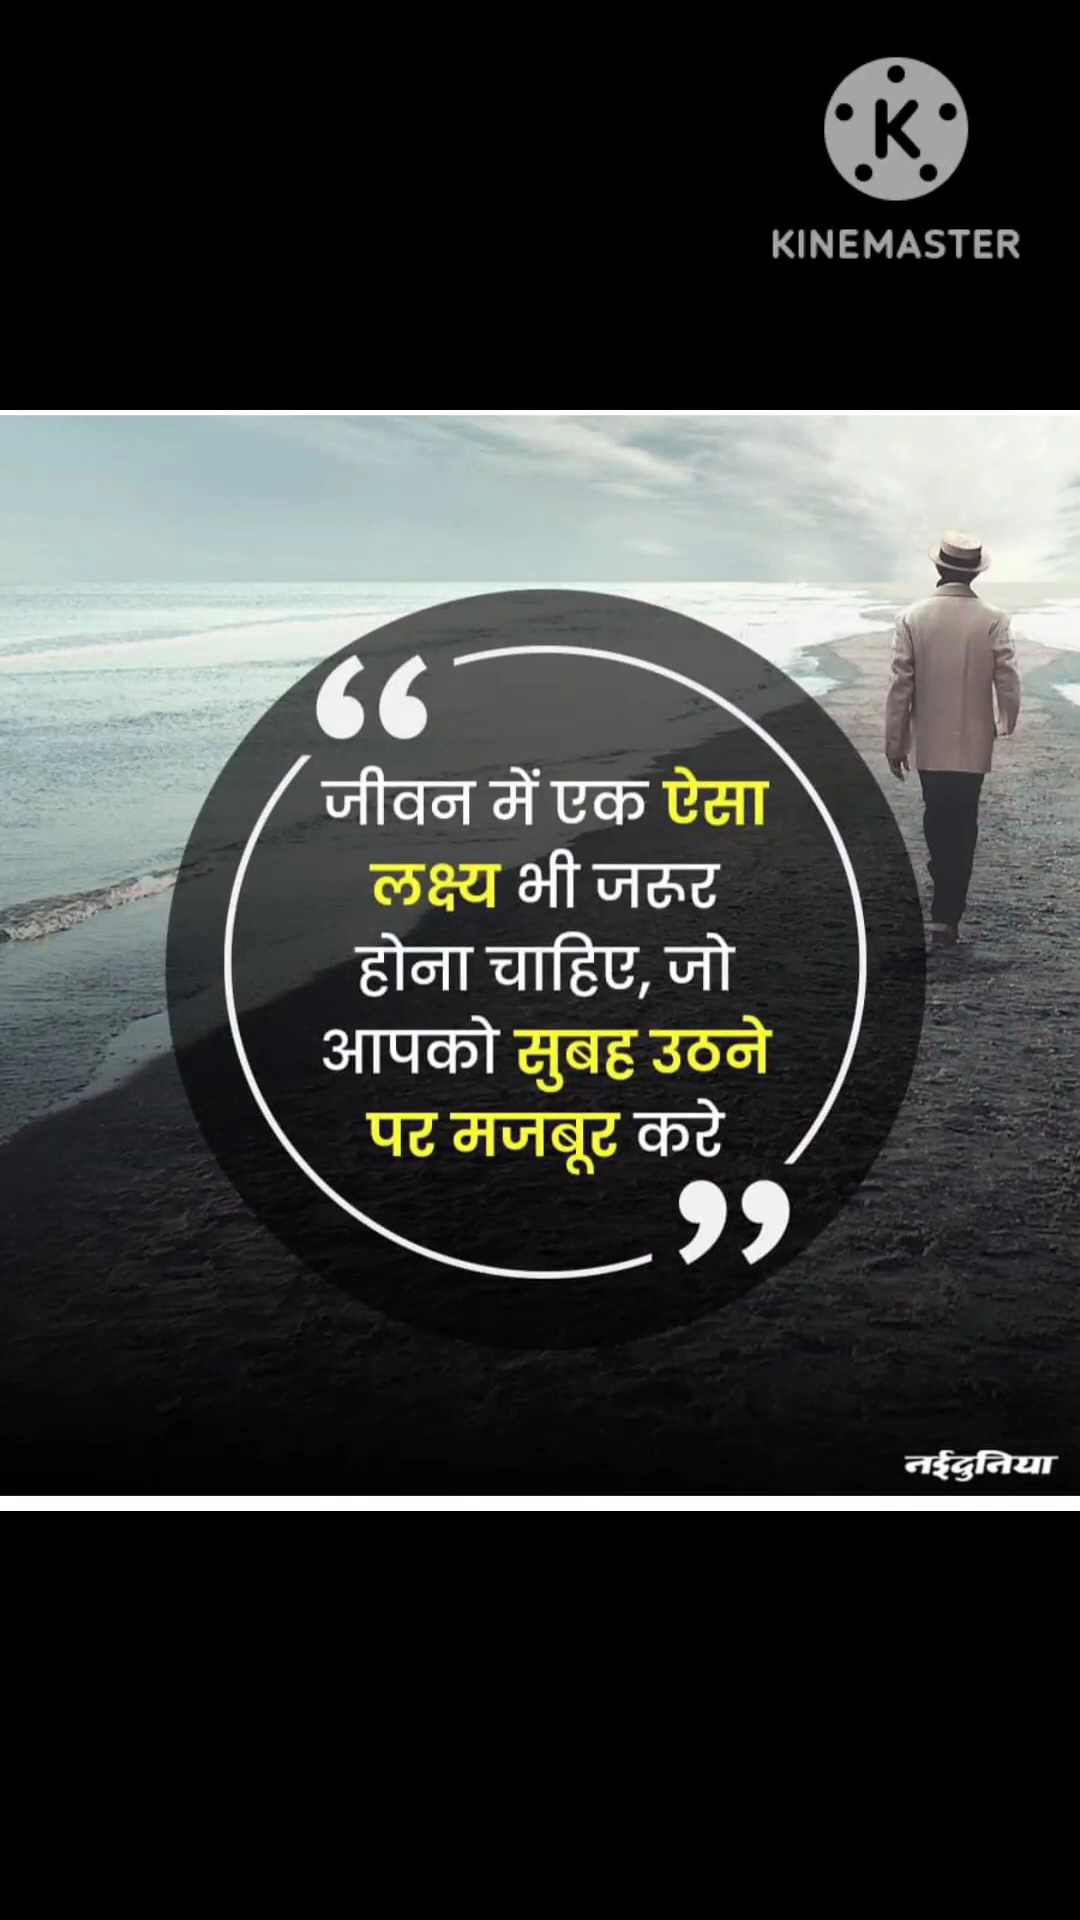 KINEMASTER
“
जीवन में एक ऐसा
लक्ष्य भी जरूर
होना चाहिए, जो
आपको सुबह उठने
पर मजबूर करे
”
नईदुनिया